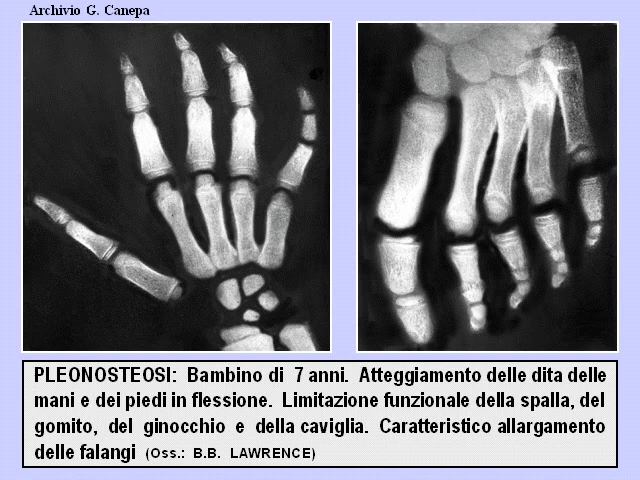 Archivio G. Canepa
PLEONOSTEOSI: Bambino di 7 anni. Atteggiamento delle dita delle
mani e dei piedi in flessione. Limitazione funzionale della spalla, del
gomito, del ginocchio e della caviglia. Caratteristico allargamento
delle falangi (Oss.: B.B. LAWRENCE)